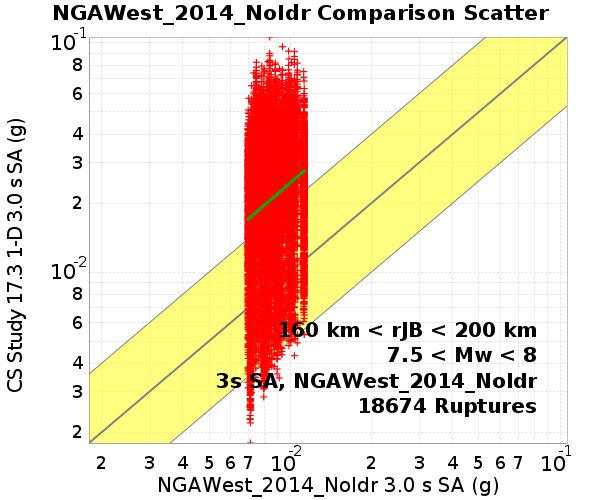 NGAWest_2014_NoIdr Comparison Scatter
CS Study 17.3 1-D 3.0 s SA (g)
10-1
8
6
4
3
2
10-2
8
6
4
3
2
160 km < rJB < 200 km
7.5 < Mw < 8
3s SA, NGAWest_2014_NoIdr
18674 Ruptures
2 3 4 5 6 7 10-2 2 3 4 5 6 7 10-1
NGAWest_2014_NoIdr 3.0 s SA (g)